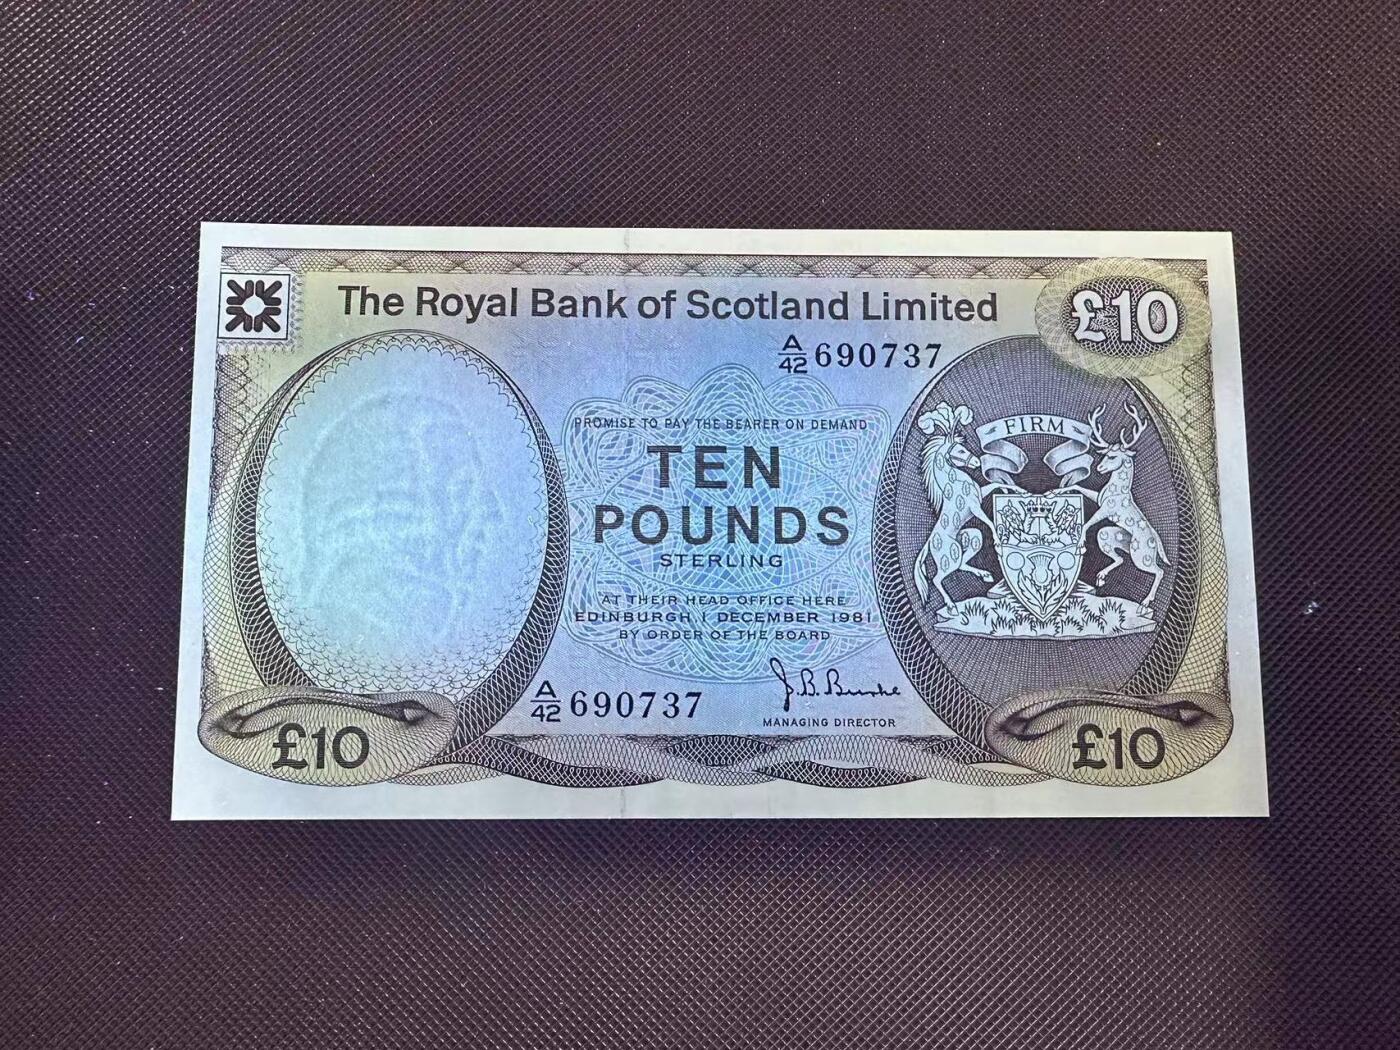 The Royal Bank of Scotland Limited
£10
A/42 690737
FIRM
PROMISE TO PAY THE BEARER ON DEMAND
TEN
POUNDS
STERLING
AT THEIR HEAD OFFICE HERE
EDINBURGH, 1 DECEMBER 1981
BY ORDER OF THE BOARD
A/42 690737
J. B. Burke
MANAGING DIRECTOR
£10
£10